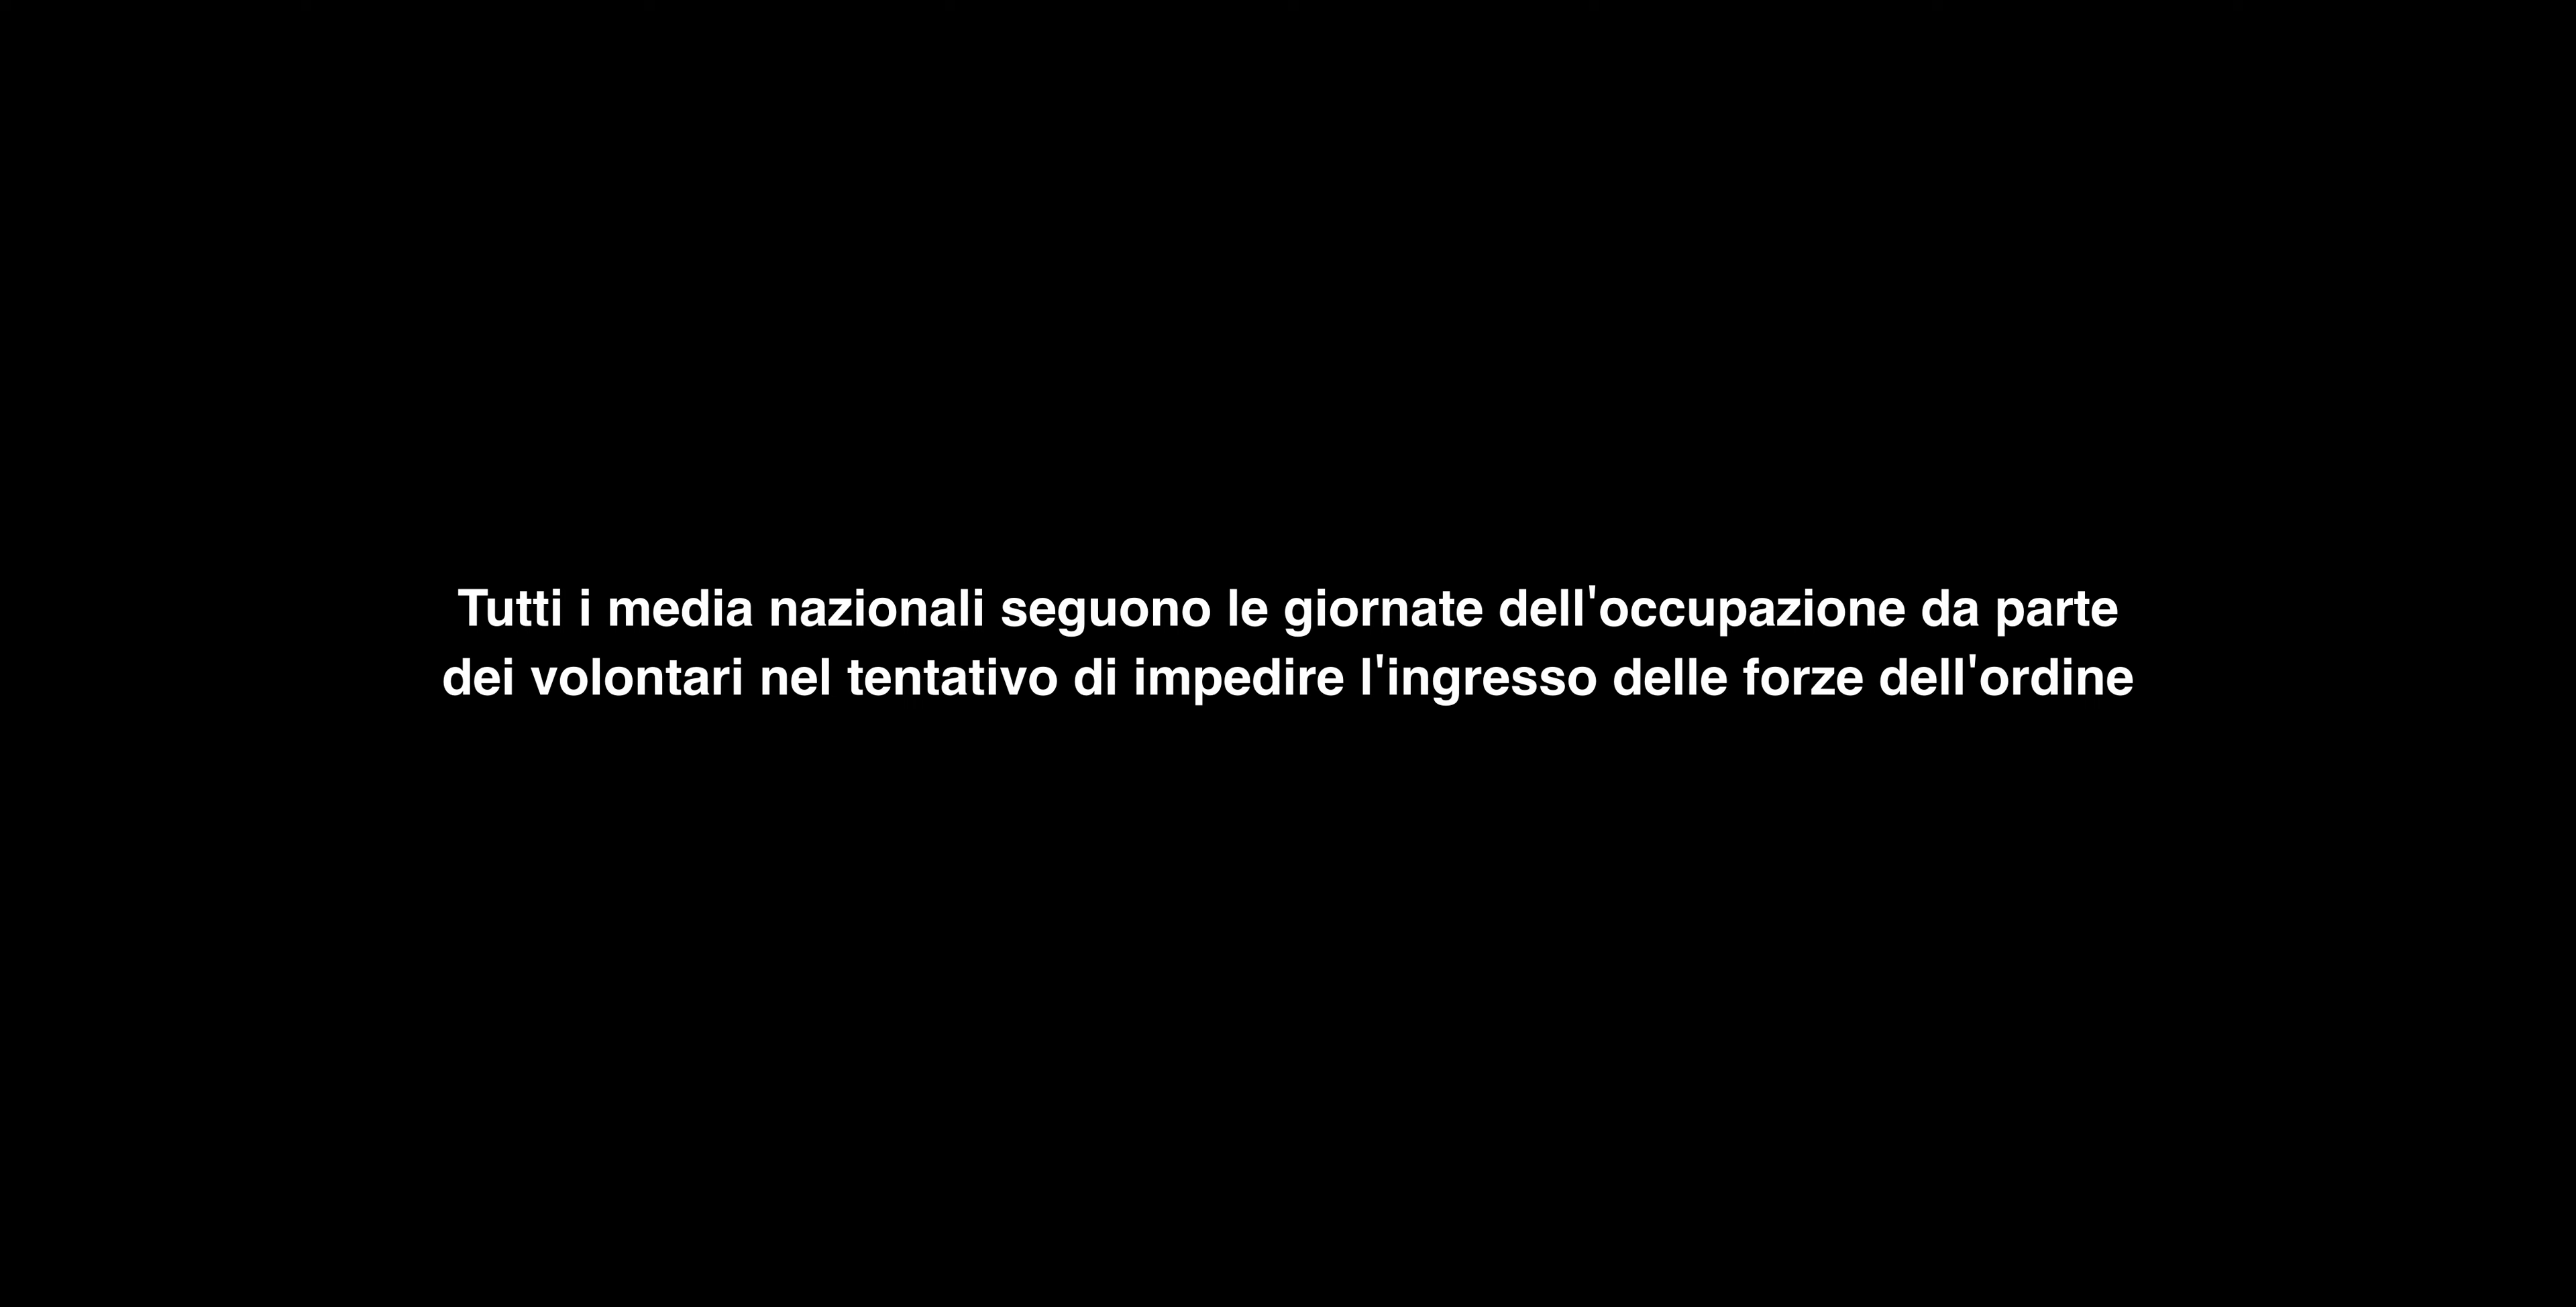 Tutti i media nazionali seguono le giornate dell'occupazione da parte
dei volontari nel tentativo di impedire l'ingresso delle forze dell'ordine